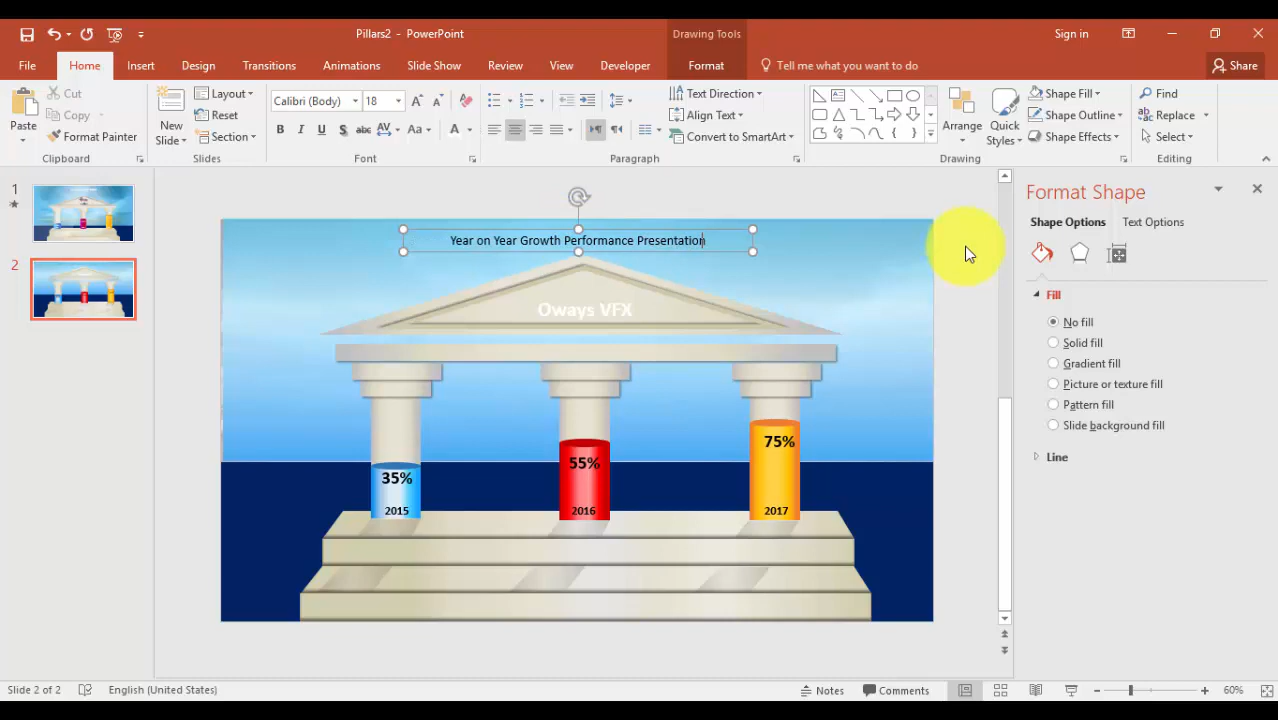 Pillars2 - PowerPoint
Drawing Tools
Sign in
File
Home
Insert
Design
Transitions
Animations
Slide Show
Review
View
Developer
Format
Tell me what you want to do
Share
Paste
Cut
Copy
Format Painter
Clipboard
New Slide
Layout
Reset
Section
Slides
Calibri (Body)
18
B I U S abc AV Aa A
Font
Text Direction
Align Text
Convert to SmartArt
Paragraph
Arrange
Quick Styles
Shape Fill
Shape Outline
Shape Effects
Drawing
Find
Replace
Select
Editing
1
2
Year on Year Growth Performance Presentation
Oways VFX
35%
2015
55%
2016
75%
2017
Format Shape
Shape Options
Text Options
Fill
No fill
Solid fill
Gradient fill
Picture or texture fill
Pattern fill
Slide background fill
Line
Slide 2 of 2
English (United States)
Notes
Comments
60%